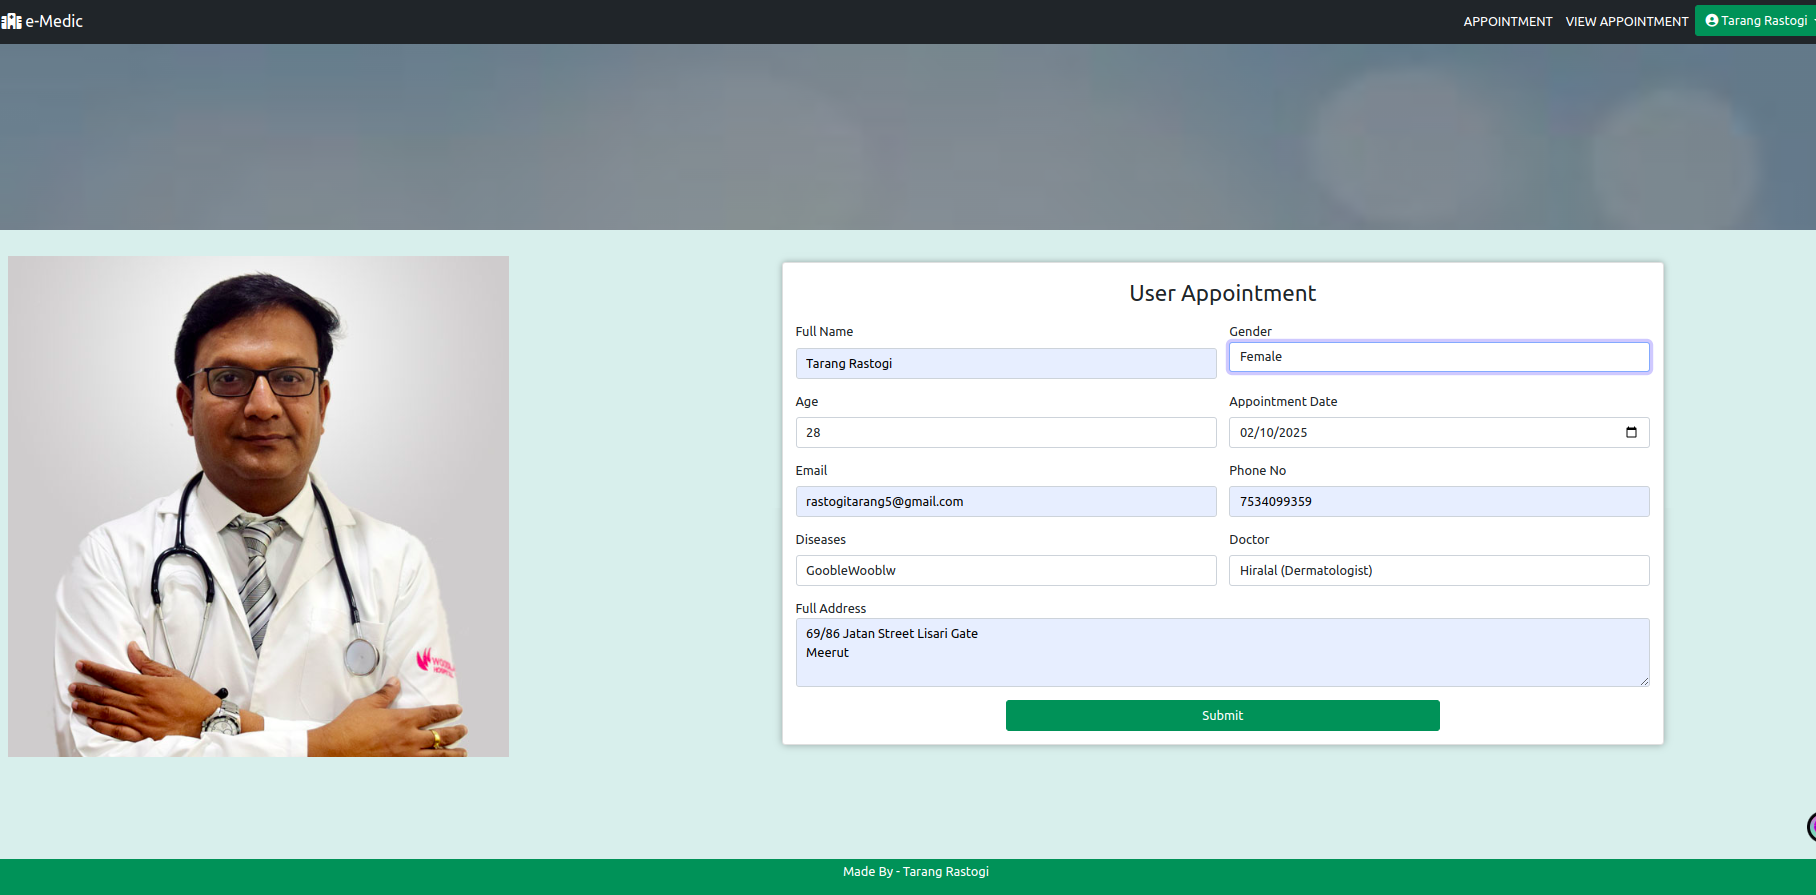 e-Medic
APPOINTMENT VIEW APPOINTMENT Tarang Rastogi
User Appointment
Full Name
Tarang Rastogi
Gender
Female
Age
28
Appointment Date
02/10/2025
Email
rastogitarang5@gmail.com
Phone No
7534099359
Diseases
GoobleWooblw
Doctor
Hiralal (Dermatologist)
Full Address
69/86 Jatan Street Lisari Gate
Meerut
Submit
Made By - Tarang Rastogi